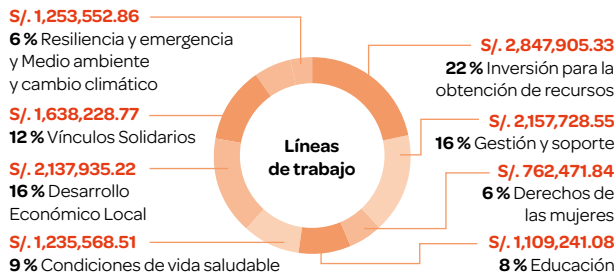 S/. 1,253,552.86
6 % Resiliencia y emergencia
y Medio ambiente
y cambio climático
S/. 1,638,228.77
12 % Vínculos Solidarios
S/. 2,137,935.22
16 % Desarrollo
Económico Local
S/. 1,235,568.51
9 % Condiciones de vida saludable
Líneas
de trabajo
S/. 2,847,905.33
22 % Inversión para la
obtención de recursos
S/. 2,157,728.55
16 % Gestión y soporte
S/. 762,471.84
6 % Derechos de
las mujeres
S/. 1,109,241.08
8 % Educación